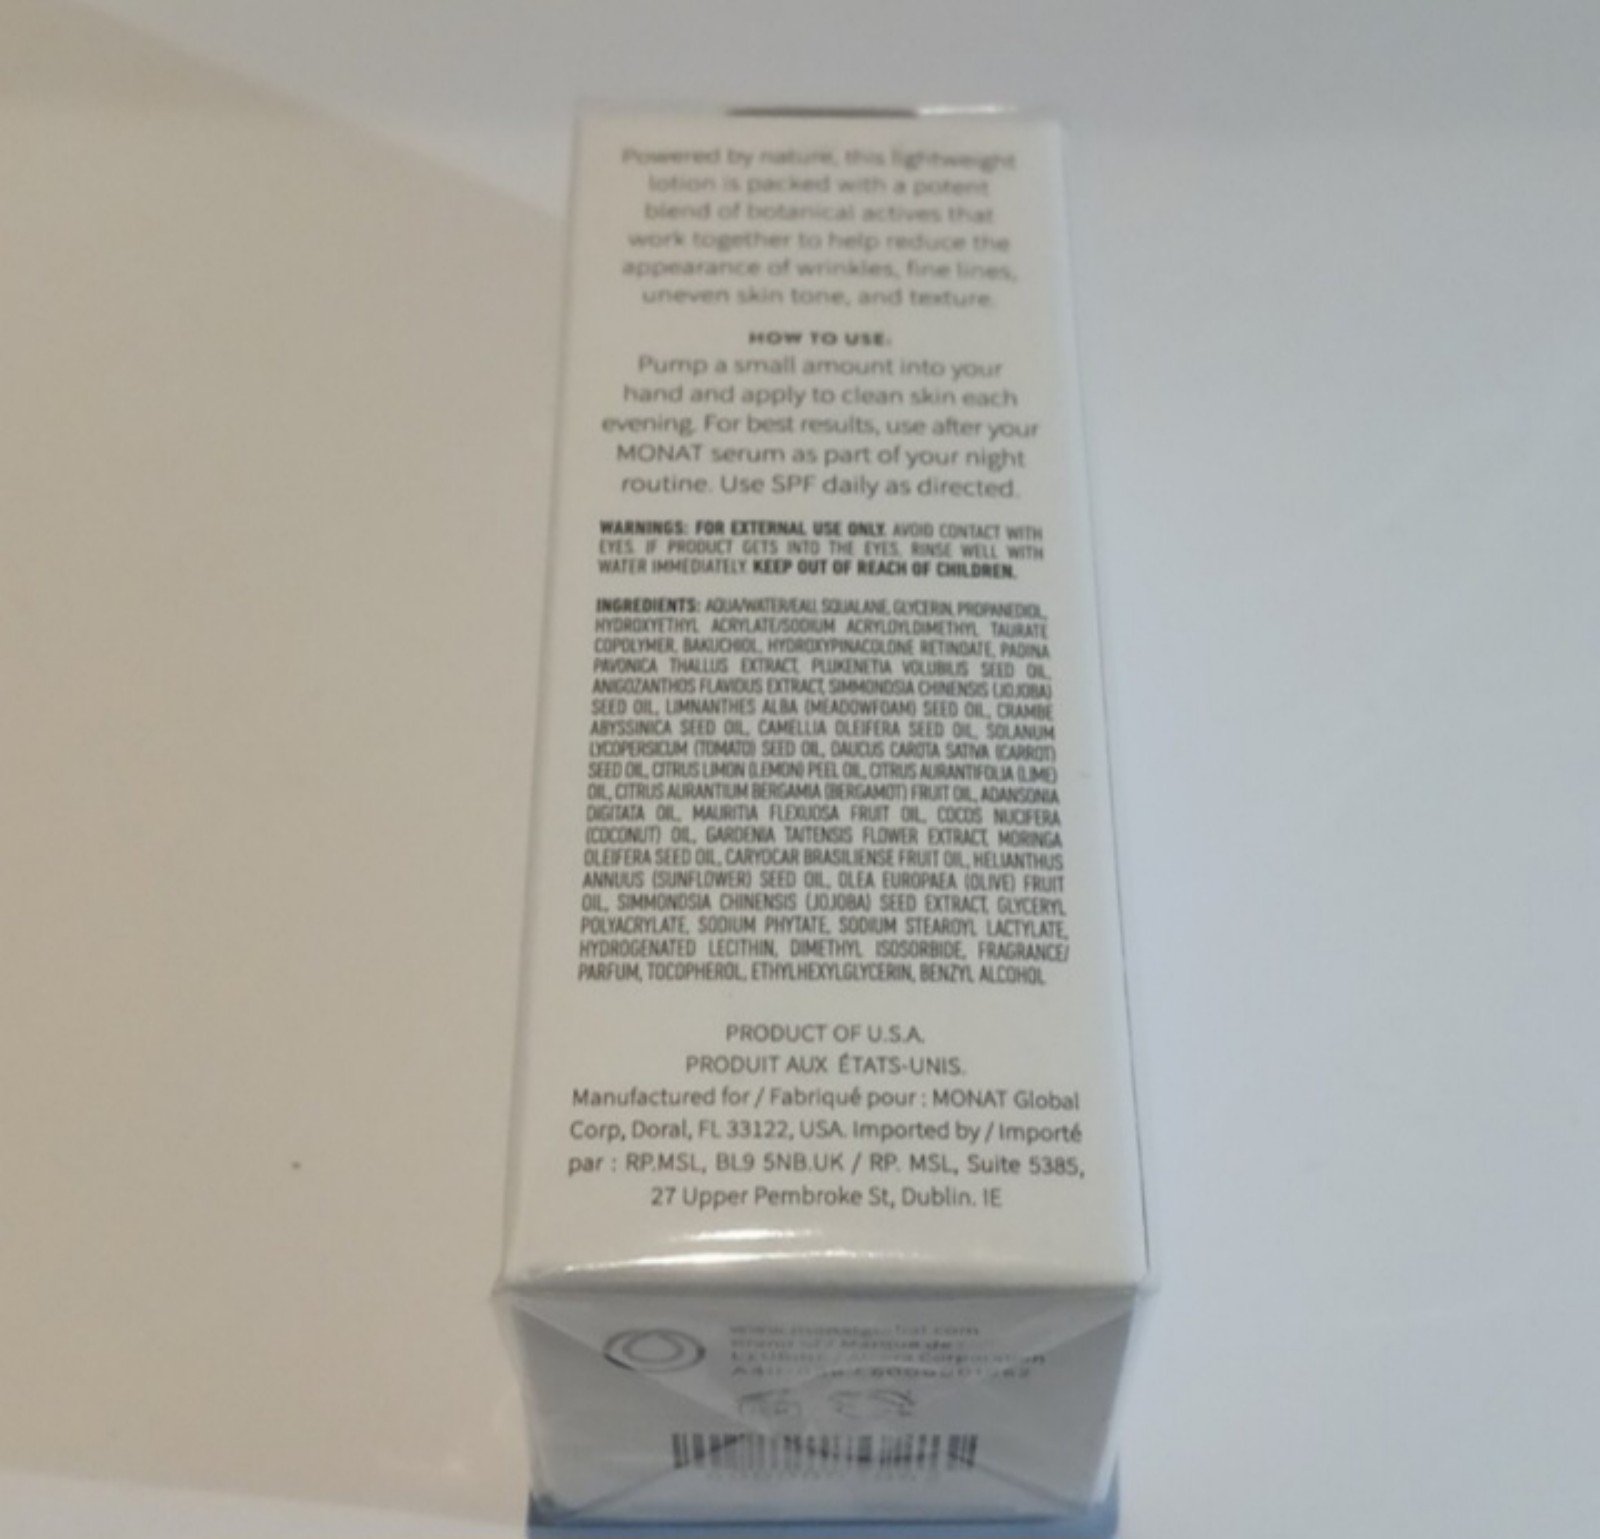 Powered by nature, this lightweight
lotion is packed with a potent
blend of botanical actives that
work together to help reduce the
appearance of wrinkles, fine lines,
uneven skin tone, and texture.
HOW TO USE:
Pump a small amount into your
hand and apply to clean skin each
evening. For best results, use after your
MONAT serum as part of your night
routine. Use SPF daily as directed.
WARNINGS: FOR EXTERNAL USE ONLY. AVOID CONTACT WITH
EYES. IF PRODUCT GETS INTO THE EYES, RINSE WELL WITH
WATER IMMEDIATELY. KEEP OUT OF REACH OF CHILDREN.
INGREDIENTS: AQUA/WATER/EAU, SQUALANE, GLYCERIN, PROPANEDIOL,
HYDROXYETHYL ACRYLATE/SODIUM ACRYLOYLDIMETHYL TAURATE
COPOLYMER, BAKUCHIOL, HYDROXYPINACOLONE RETINOATE, PADINA
PAVONICA THALLUS EXTRACT, PLUKENETIA VOLUBILIS SEED OIL,
ANIGOZANTHOS FLAVIDUS EXTRACT, SIMMONDSIA CHINENSIS (JOJOBA)
SEED OIL, LIMNANTHES ALBA (MEADOWFOAM) SEED OIL, CRAMBE
ABYSSINICA SEED OIL, CAMELLIA OLEIFERA SEED OIL, SOLANUM
LYCOPERSICUM (TOMATO) SEED OIL, DAUCUS CAROTA SATIVA (CARROT)
SEED OIL, CITRUS LIMON (LEMON) PEEL OIL, CITRUS AURANTIFOLIA (LIME)
OIL, CITRUS AURANTIUM BERGAMIA (BERGAMOT) FRUIT OIL, ADANSONIA
DIGITATA OIL, MAURITIA FLEXUOSA FRUIT OIL, COCOS NUCIFERA
(COCONUT) OIL, GARDENIA TAITENSIS FLOWER EXTRACT, MORINGA
OLEIFERA SEED OIL, CARYOCAR BRASILIENSE FRUIT OIL, HELIANTHUS
ANNUUS (SUNFLOWER) SEED OIL, OLEA EUROPAEA (OLIVE) FRUIT
OIL, SIMMONDSIA CHINENSIS (JOJOBA) SEED EXTRACT, GLYCERYL
POLYACRYLATE, SODIUM PHYTATE, SODIUM STEAROYL LACTYLATE,
HYDROGENATED LECITHIN, DIMETHYL ISOSORBIDE, FRAGRANCE/
PARFUM, TOCOPHEROL, ETHYLHEXYLGLYCERIN, BENZYL ALCOHOL
PRODUCT OF U.S.A.
PRODUIT AUX ÉTATS-UNIS.
Manufactured for / Fabriqué pour : MONAT Global
Corp, Doral, FL 33122, USA. Imported by / Importé
par : RP.MSL, BL9 5NB.UK / RP. MSL, Suite 5385,
27 Upper Pembroke St, Dublin. IE
www.monatglobal.com
Marque de
Corporation